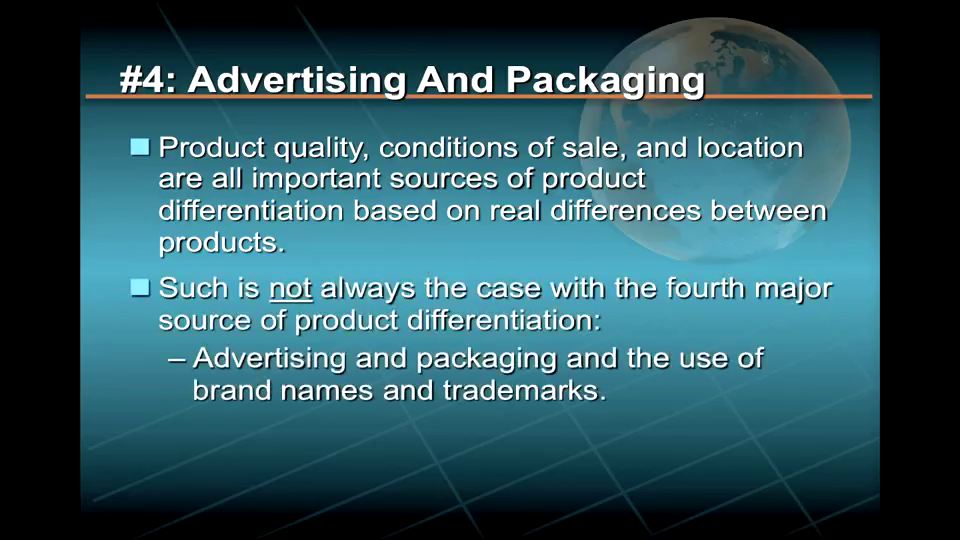 #4: Advertising And Packaging
Product quality, conditions of sale, and location
are all important sources of product
differentiation based on real differences between
products.
Such is not always the case with the fourth major
source of product differentiation:
– Advertising and packaging and the use of
brand names and trademarks.